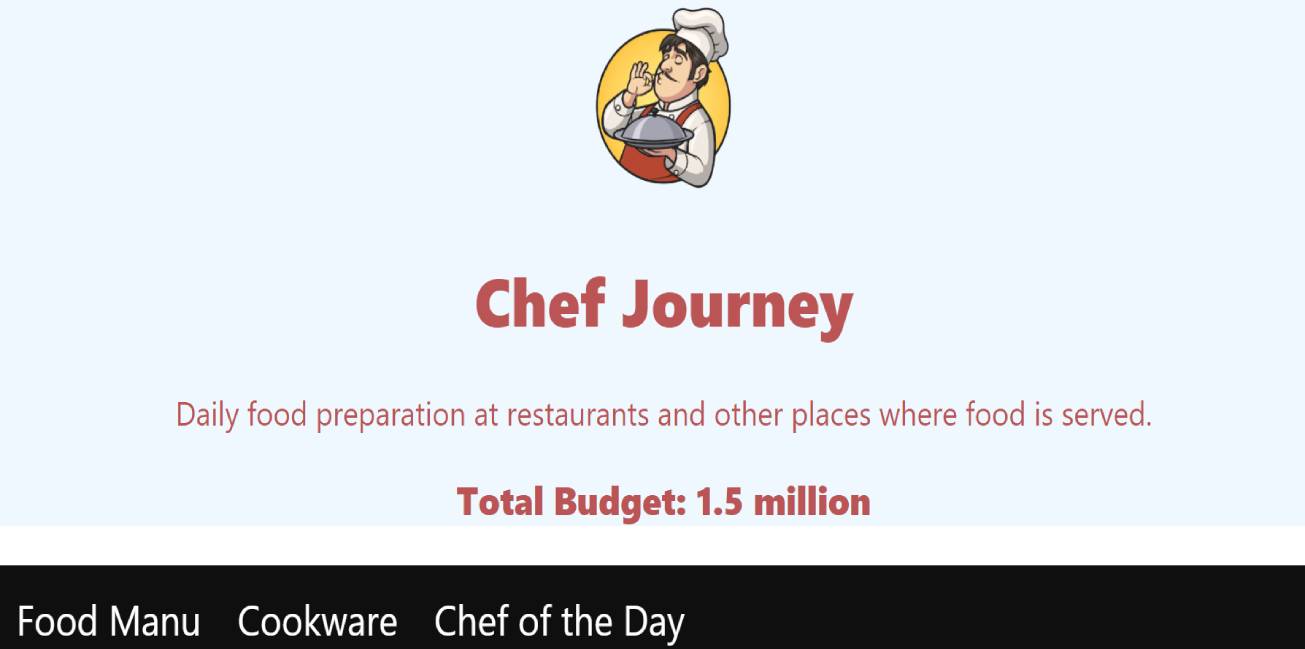 Chef Journey
Daily food preparation at restaurants and other places where food is served.
Total Budget: 1.5 million
Food Manu Cookware Chef of the Day